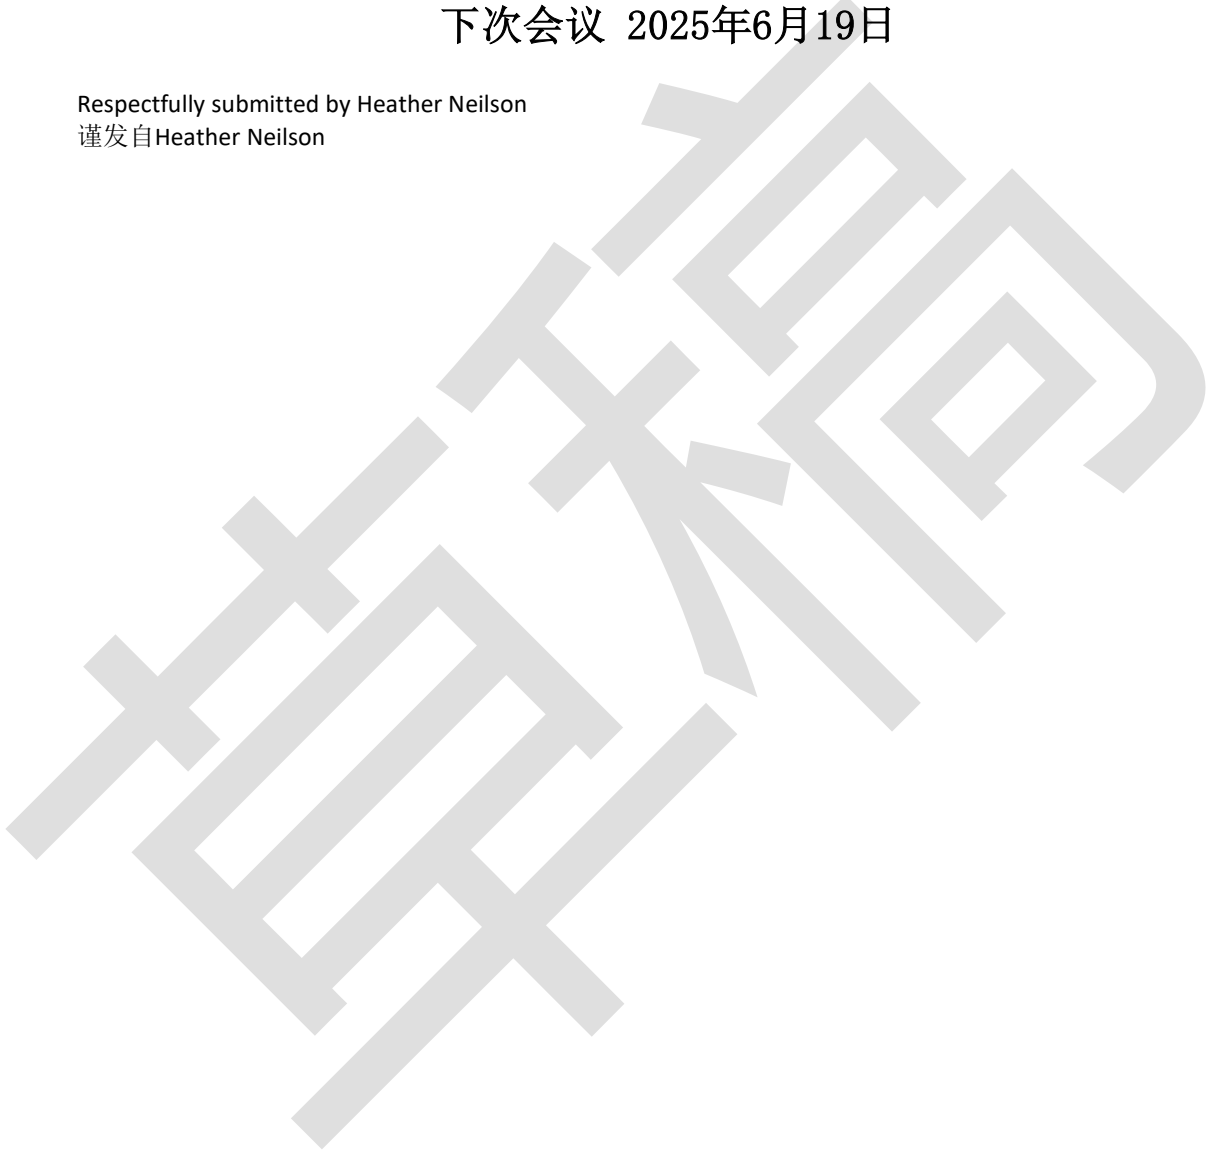 下次会议 2025年6月19日
Respectfully submitted by Heather Neilson
谨发自Heather Neilson
草稿